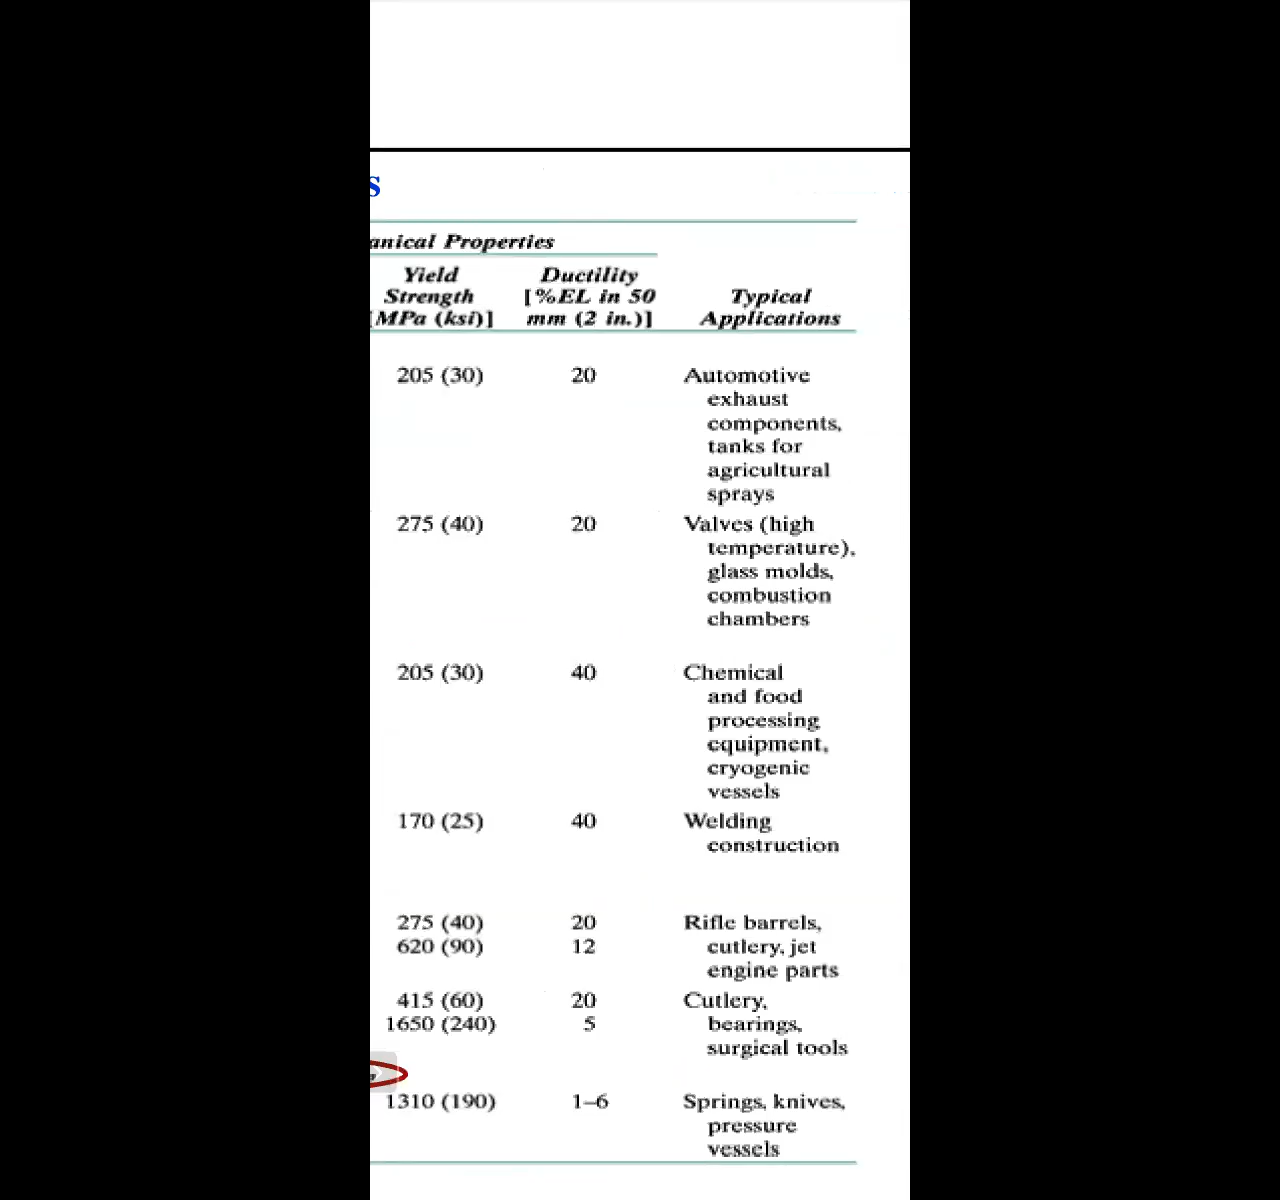 s
anical Properties
Yield Ductility
Strength [%EL in 50 Typical
[MPa (ksi)] mm (2 in.)] Applications
205 (30) 20 Automotive
exhaust
components,
tanks for
agricultural
sprays
275 (40) 20 Valves (high
temperature),
glass molds,
combustion
chambers
205 (30) 40 Chemical
and food
processing
equipment,
cryogenic
vessels
170 (25) 40 Welding
construction
275 (40) 20 Rifle barrels,
620 (90) 12 cutlery, jet
engine parts
415 (60) 20 Cutlery,
1650 (240) 5 bearings,
surgical tools
1310 (190) 1–6 Springs, knives,
pressure
vessels